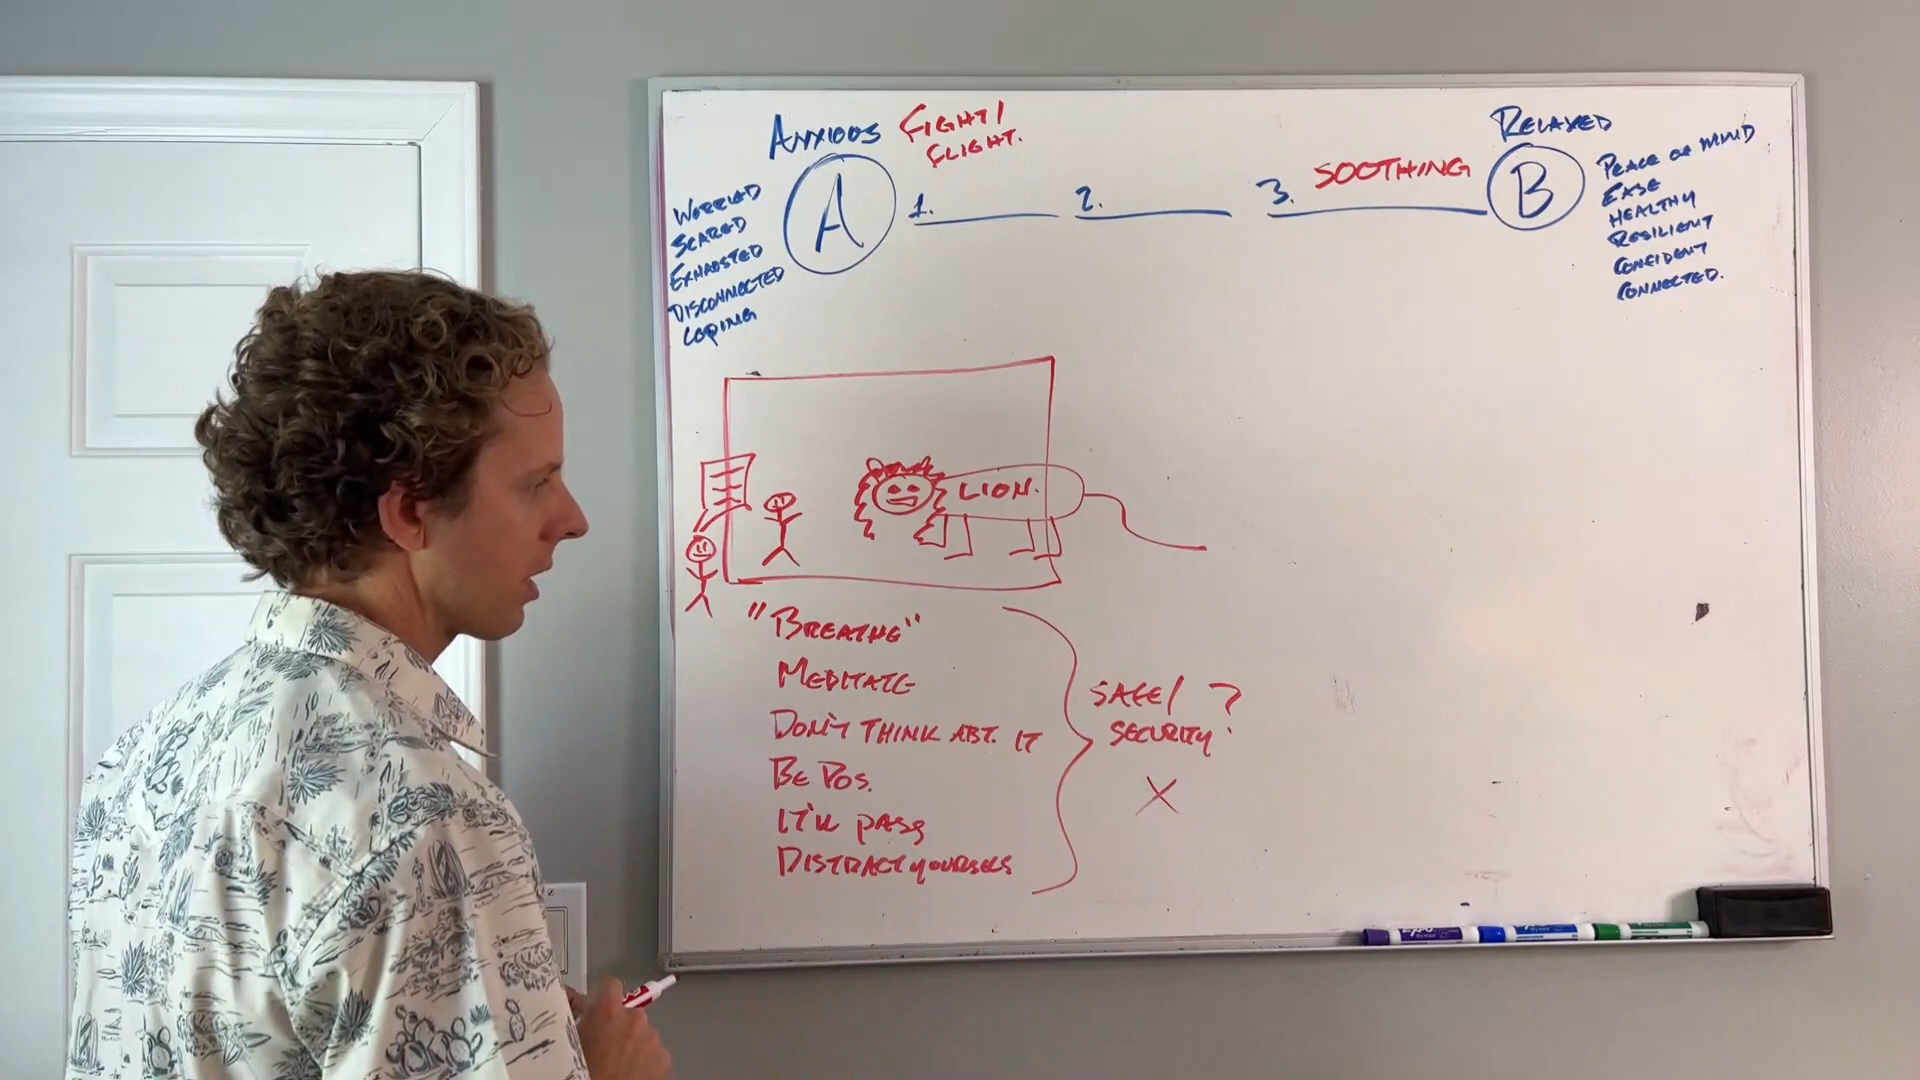 ANXIOUS
FIGHT/
FLIGHT.
RELAXED
WORRIED
SCARED
EXHAUSTED
DISCONNECTED
COPING
A
1.
2.
3.
SOOTHING
B
PEACE OF MIND
EASE
HEALTHY
RESILIENT
CONFIDENT
CONNECTED.
LION.
"BREATHE"
MEDITATE
DON'T THINK ABT. IT
BE POS.
IT'LL PASS
DISTRACT YOURSELF
SAFE/
SECURITY?
X
EXPO